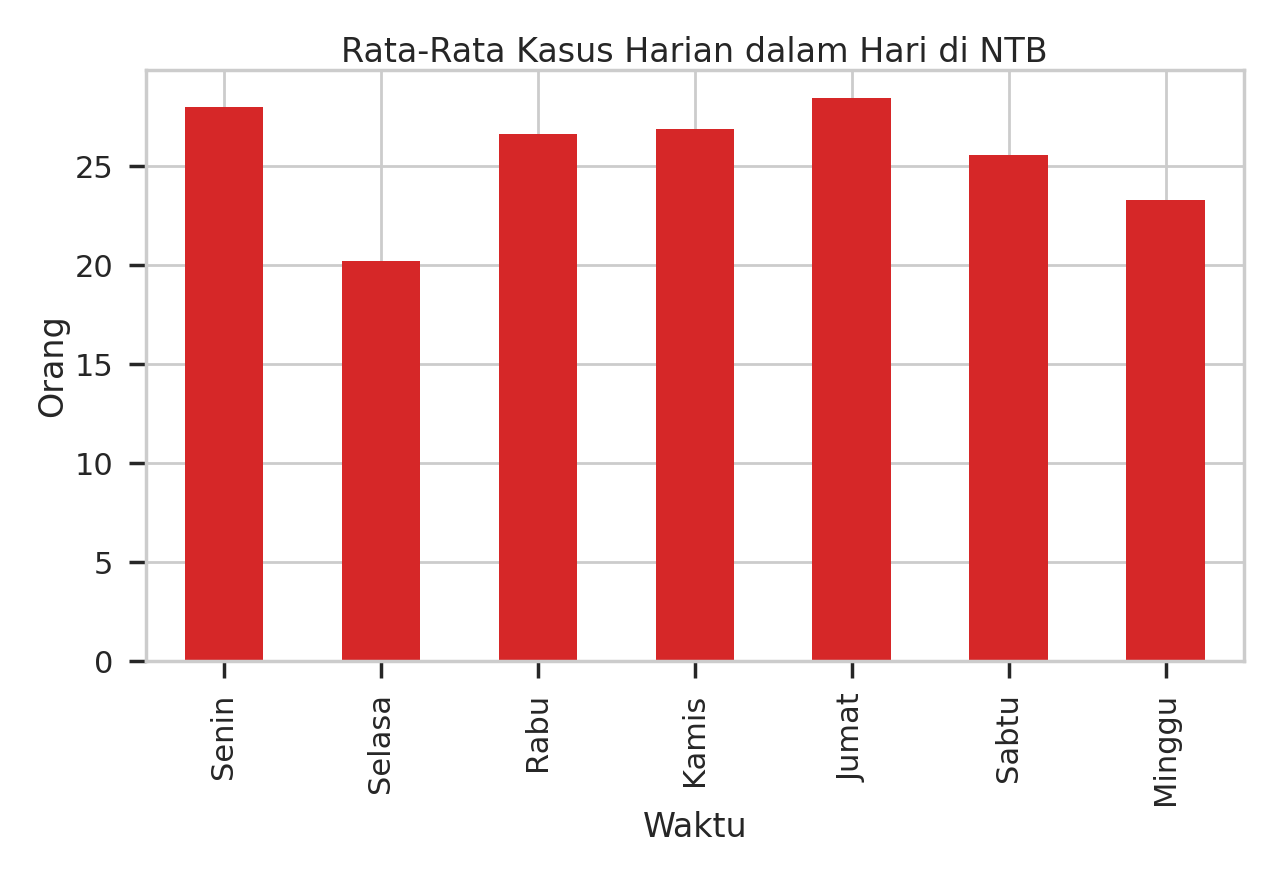 Rata-Rata Kasus Harian dalam Hari di NTB
Orang
25
20
15
10
5
0
Senin
Selasa
Rabu
Kamis
Jumat
Sabtu
Minggu
Waktu